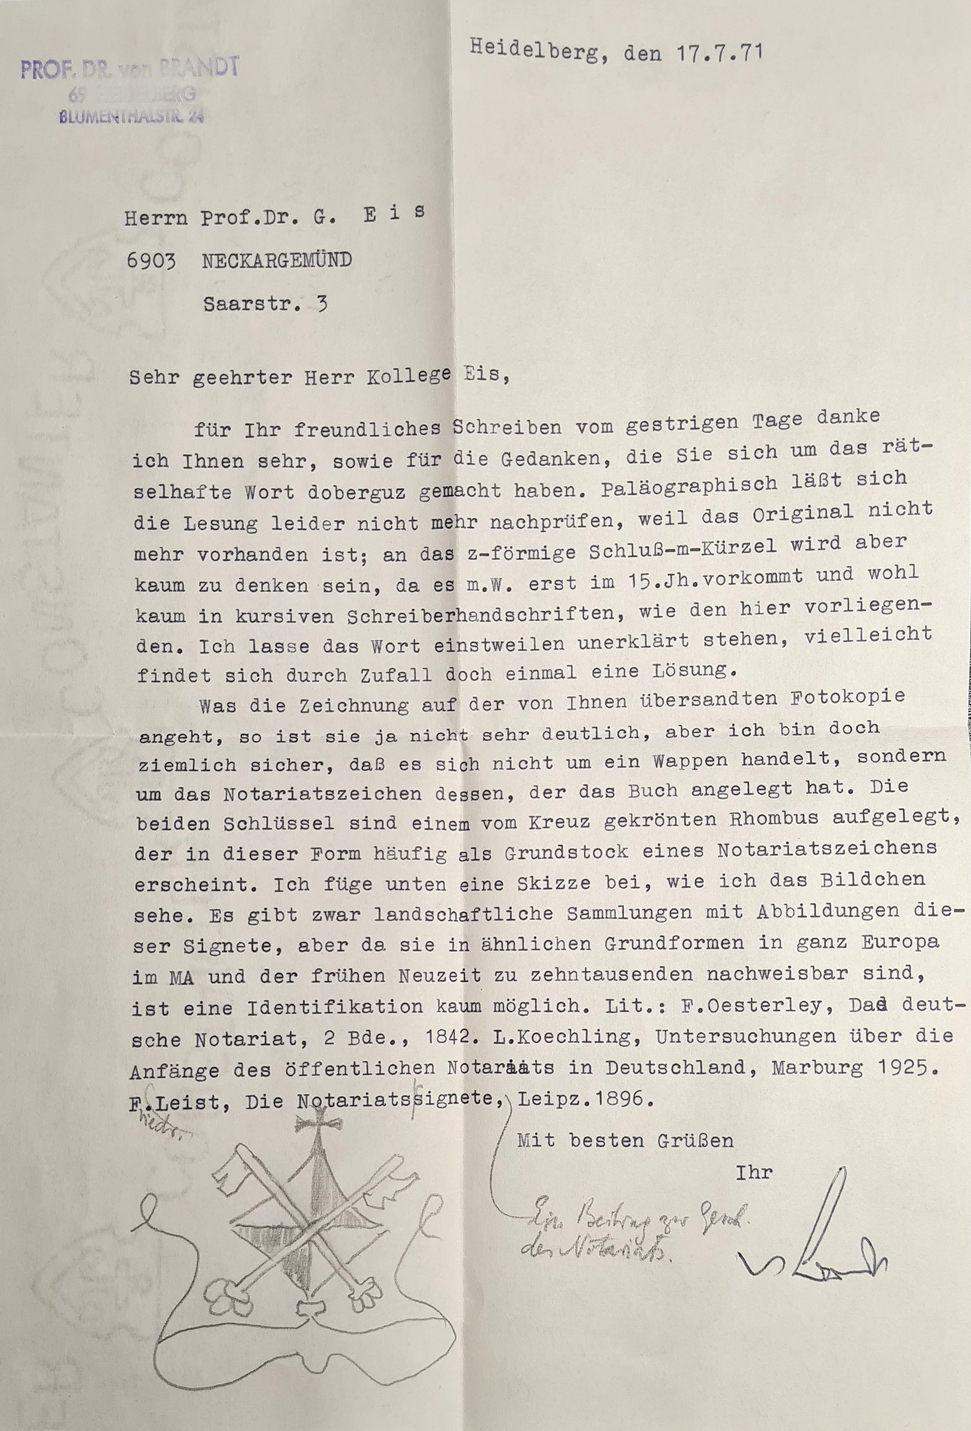 Heidelberg, den 17.7.71
PROF. DR. von BRANDT
69 HEIDELBERG
BLUMENTHALSTR. 24
Herrn Prof.Dr. G. E i s
6903 NECKARGEMÜND
Saarstr. 3
Sehr geehrter Herr Kollege Eis,
für Ihr freundliches Schreiben vom gestrigen Tage danke
ich Ihnen sehr, sowie für die Gedanken, die Sie sich um das rät-
selhafte Wort doberguz gemacht haben. Paläographisch läßt sich
die Lesung leider nicht mehr nachprüfen, weil das Original nicht
mehr vorhanden ist; an das z-förmige Schluß-m-Kürzel wird aber
kaum zu denken sein, da es m.W. erst im 15.Jh.vorkommt und wohl
kaum in kursiven Schreiberhandschriften, wie den hier vorliegen-
den. Ich lasse das Wort einstweilen unerklärt stehen, vielleicht
findet sich durch Zufall doch einmal eine Lösung.
Was die Zeichnung auf der von Ihnen übersandten Fotokopie
angeht, so ist sie ja nicht sehr deutlich, aber ich bin doch
ziemlich sicher, daß es sich nicht um ein Wappen handelt, sondern
um das Notariatszeichen dessen, der das Buch angelegt hat. Die
beiden Schlüssel sind einem vom Kreuz gekrönten Rhombus aufgelegt,
der in dieser Form häufig als Grundstock eines Notariatszeichens
erscheint. Ich füge unten eine Skizze bei, wie ich das Bildchen
sehe. Es gibt zwar landschaftliche Sammlungen mit Abbildungen die-
ser Signete, aber da sie in ähnlichen Grundformen in ganz Europa
im MA und der frühen Neuzeit zu zehntausenden nachweisbar sind,
ist eine Identifikation kaum möglich. Lit.: F.Oesterley, Das deut-
sche Notariat, 2 Bde., 1842. L.Koechling, Untersuchungen über die
Anfänge des öffentlichen Notariats in Deutschland, Marburg 1925.
F.Leist, Die Notariatssignete, Leipz.1896.
Mit besten Grüßen
Ihr
Ein Beitrag zur Gesch.
des Notariats.